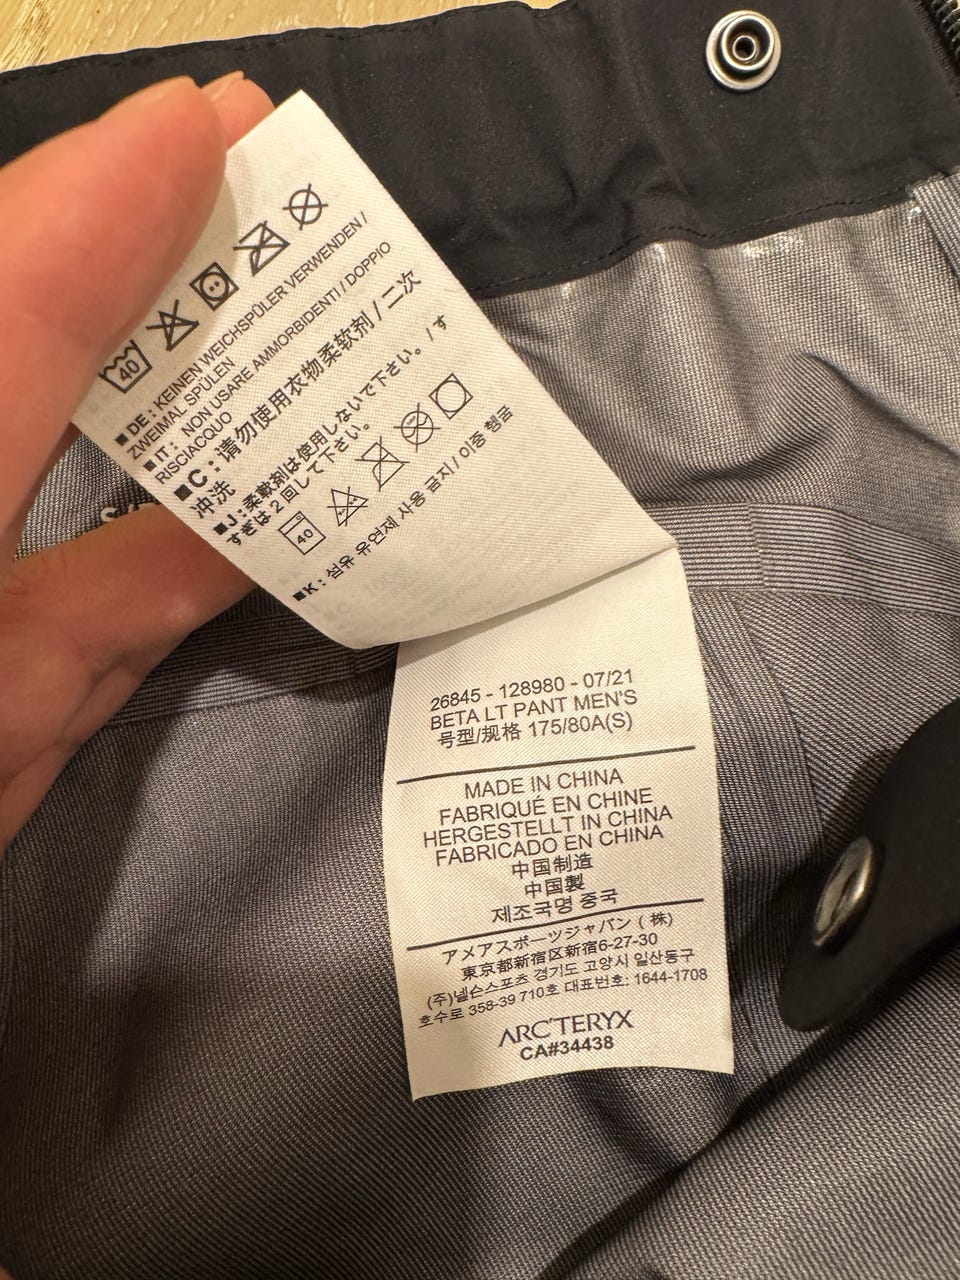 40
■DE: KEINEN WEICHSPÜLER VERWENDEN /
ZWEIMAL SPÜLEN
■IT: NON USARE AMMORBIDENTI / DOPPIO
RISCIACQUO
■C: 请勿使用衣物柔软剂 / 二次
冲洗
■J: 柔軟剤は使用しないで下さい。/ す
すぎは2回して下さい。
40
■K: 섬유 유연제 사용 금지 / 이중 헹굼
26845 - 128980 - 07/21
BETA LT PANT MEN'S
号型/规格 175/80A(S)
MADE IN CHINA
FABRIQUÉ EN CHINE
HERGESTELLT IN CHINA
FABRICADO EN CHINA
中国制造
中国製
제조국명 중국
アメアスポーツジャパン (株)
東京都新宿区新宿6-27-30
(주)넬슨스포츠 경기도 고양시 일산동구
호수로 358-39 710호 대표번호: 1644-1708
ARC'TERYX
CA#34438